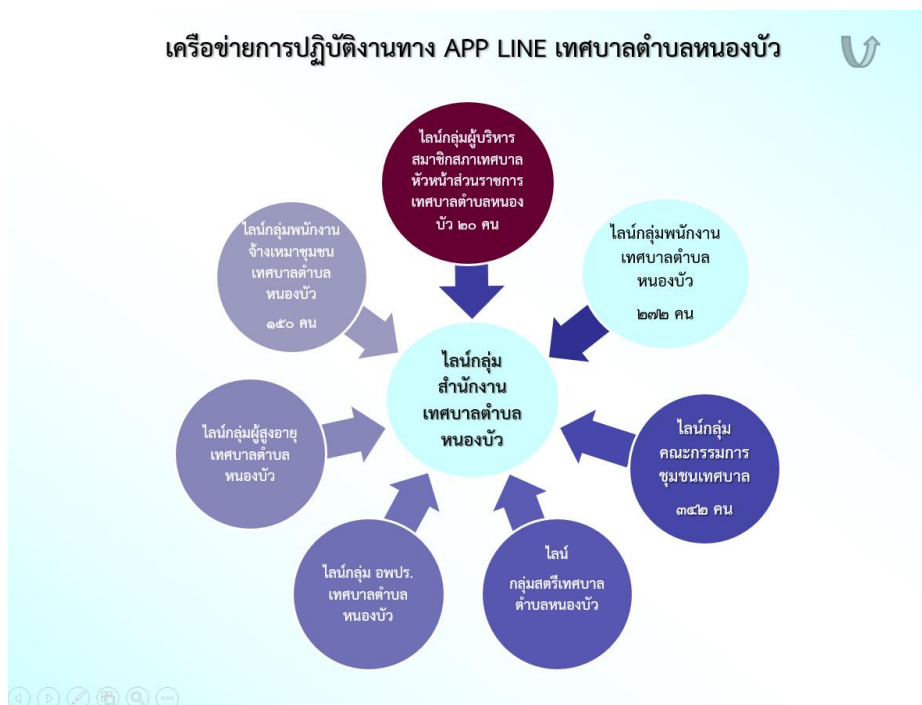 เครือข่ายการปฏิบัติงานทาง APP LINE เทศบาลตำบลหนองบัว
ไลน์กลุ่มผู้บริหาร
สมาชิกสภาเทศบาล
หัวหน้าส่วนราชการ
เทศบาลตำบลหนอง
บัว ๒๐ คน
ไลน์กลุ่มพนักงาน
เทศบาลตำบล
หนองบัว
๒๗๒ คน
ไลน์กลุ่ม
คณะกรรมการ
ชุมชนเทศบาล
๓๔๒ คน
ไลน์
กลุ่มสตรีเทศบาล
ตำบลหนองบัว
ไลน์กลุ่ม อพปร.
เทศบาลตำบล
หนองบัว
ไลน์กลุ่มผู้สูงอายุ
เทศบาลตำบล
หนองบัว
ไลน์กลุ่มพนักงาน
จ้างเหมาชุมชน
เทศบาลตำบล
หนองบัว
๑๕๐ คน
ไลน์กลุ่ม
สำนักงาน
เทศบาลตำบล
หนองบัว